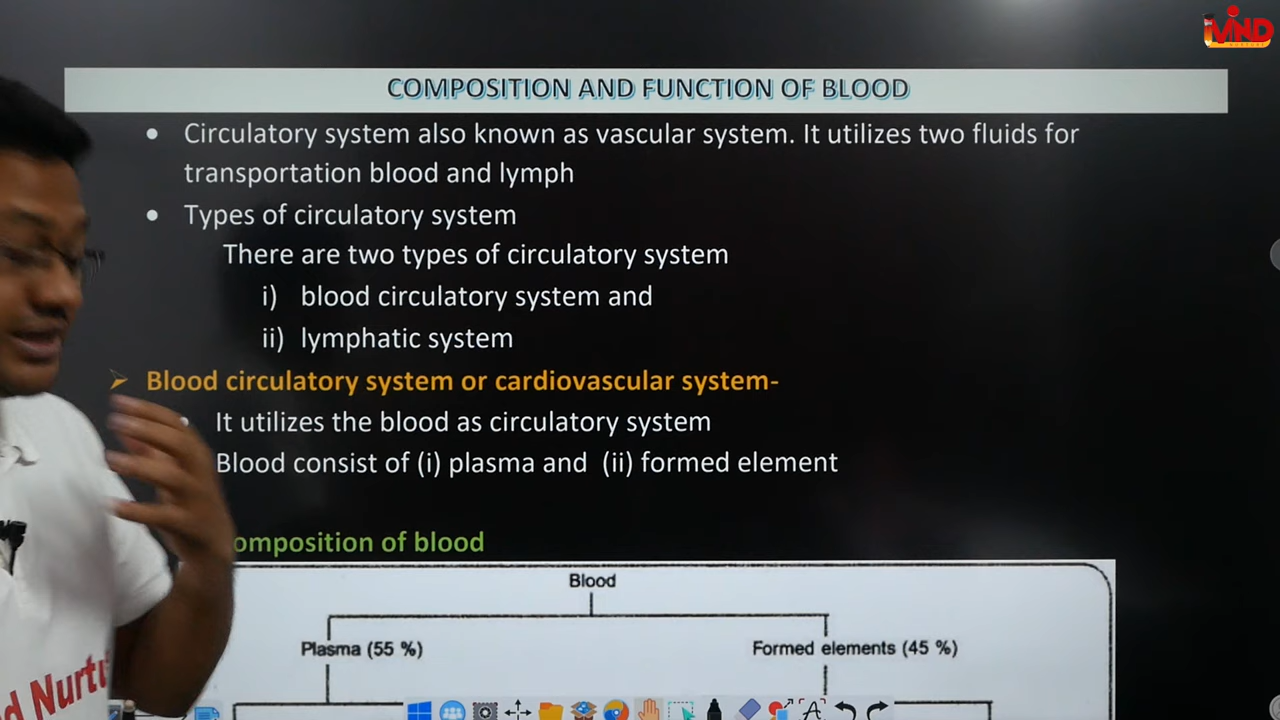 iMIND
COMPOSITION AND FUNCTION OF BLOOD
• Circulatory system also known as vascular system. It utilizes two fluids for
transportation blood and lymph
• Types of circulatory system
There are two types of circulatory system
i) blood circulatory system and
ii) lymphatic system
➢ Blood circulatory system or cardiovascular system-
• It utilizes the blood as circulatory system
Blood consist of (i) plasma and (ii) formed element
omposition of blood
Blood
Plasma (55 %) Formed elements (45 %)
d Nurtu